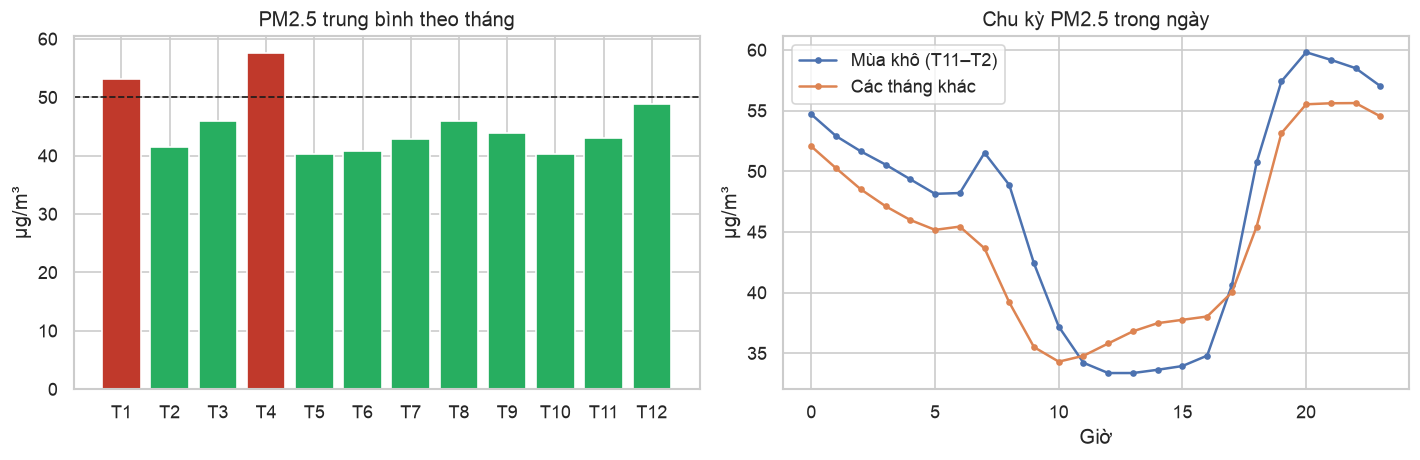 PM2.5 trung bình theo tháng
µg/m³
60
50
40
30
20
10
0
T1 T2 T3 T4 T5 T6 T7 T8 T9 T10 T11 T12
Chu kỳ PM2.5 trong ngày
Mùa khô (T11–T2)
Các tháng khác
µg/m³
60
55
50
45
40
35
0 5 10 15 20
Giờ